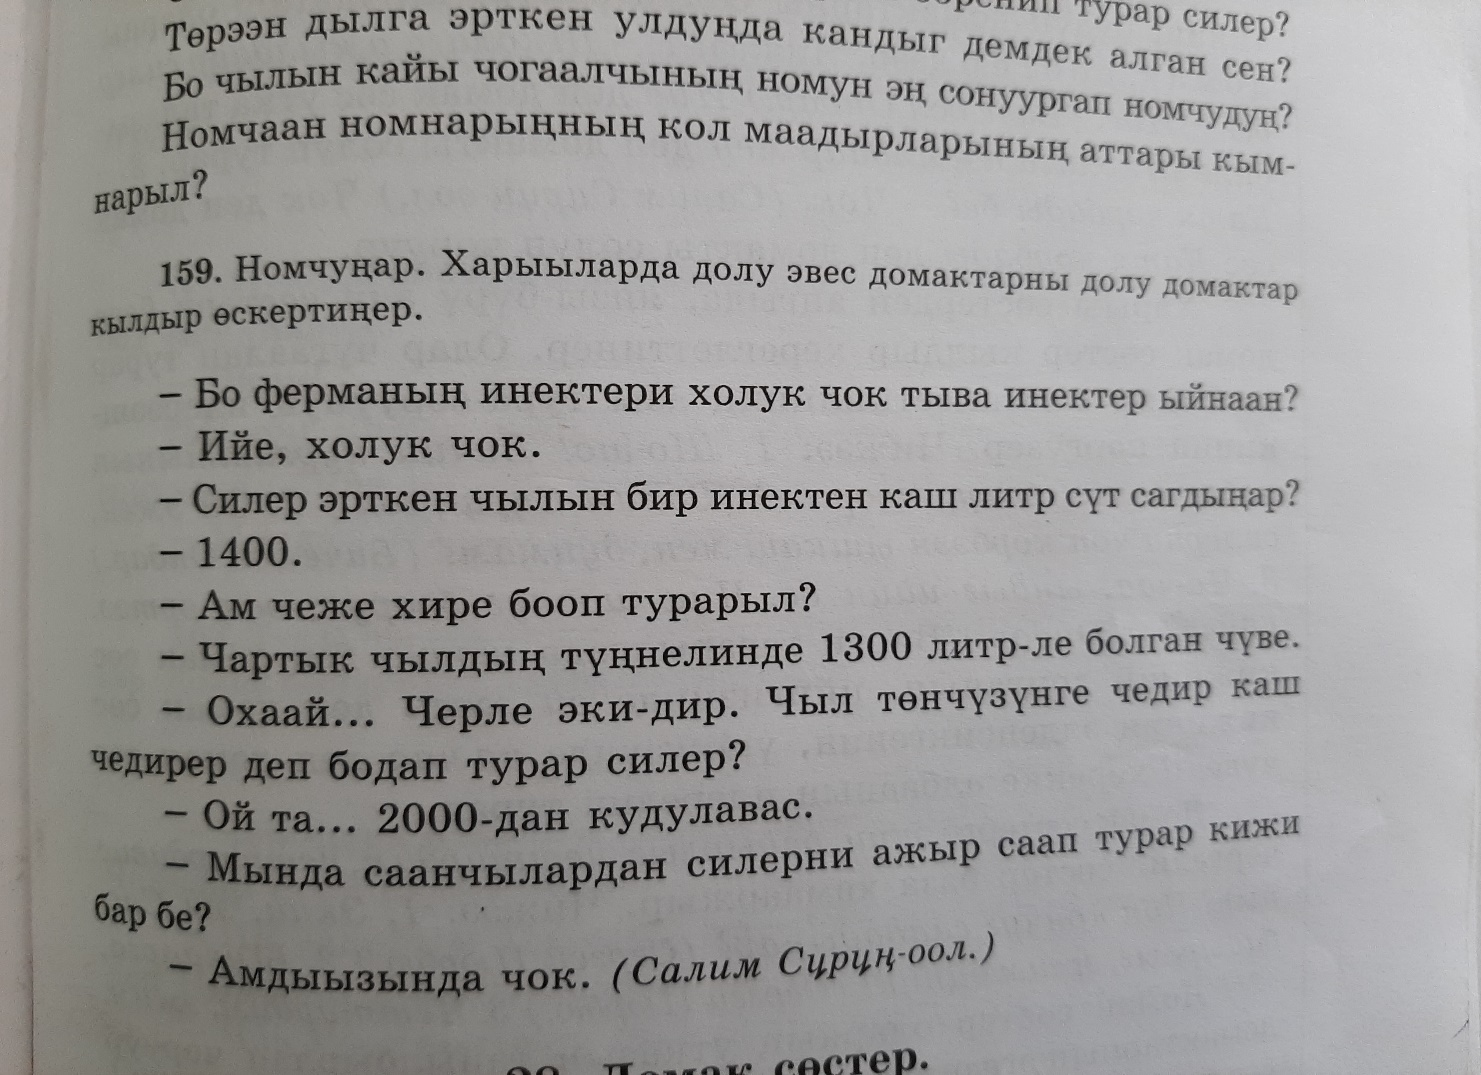 турар силер?
Төрээн дылга эрткен улдуңда кандыг демдек алган сен?
Бо чылын кайы чогаалчының номун эң сонуургап номчудуң?
Номчаан номнарыңның кол маадырларының аттары кым-
нарыл?
159. Номчуңар. Харыыларда долу эвес домактарны долу домактар
кылдыр өскертиңер.
– Бо ферманың инектери холук чок тыва инектер ыйнаан?
– Ийе, холук чок.
– Силер эрткен чылын бир инектен каш литр сүт сагдыңар?
– 1400.
– Ам чеже хире бооп турарыл?
– Чартык чылдың түңнелинде 1300 литр-ле болган чүве.
– Охаай... Черле эки-дир. Чыл төнчүзүнге чедир каш
чедирер деп бодап турар силер?
– Ой та... 2000-дан кудулавас.
– Мында саанчылардан силерни ажыр саап турар кижи
бар бе?
– Амдыызында чок. (Салим Сүрүң-оол.)
Домак сөстер.